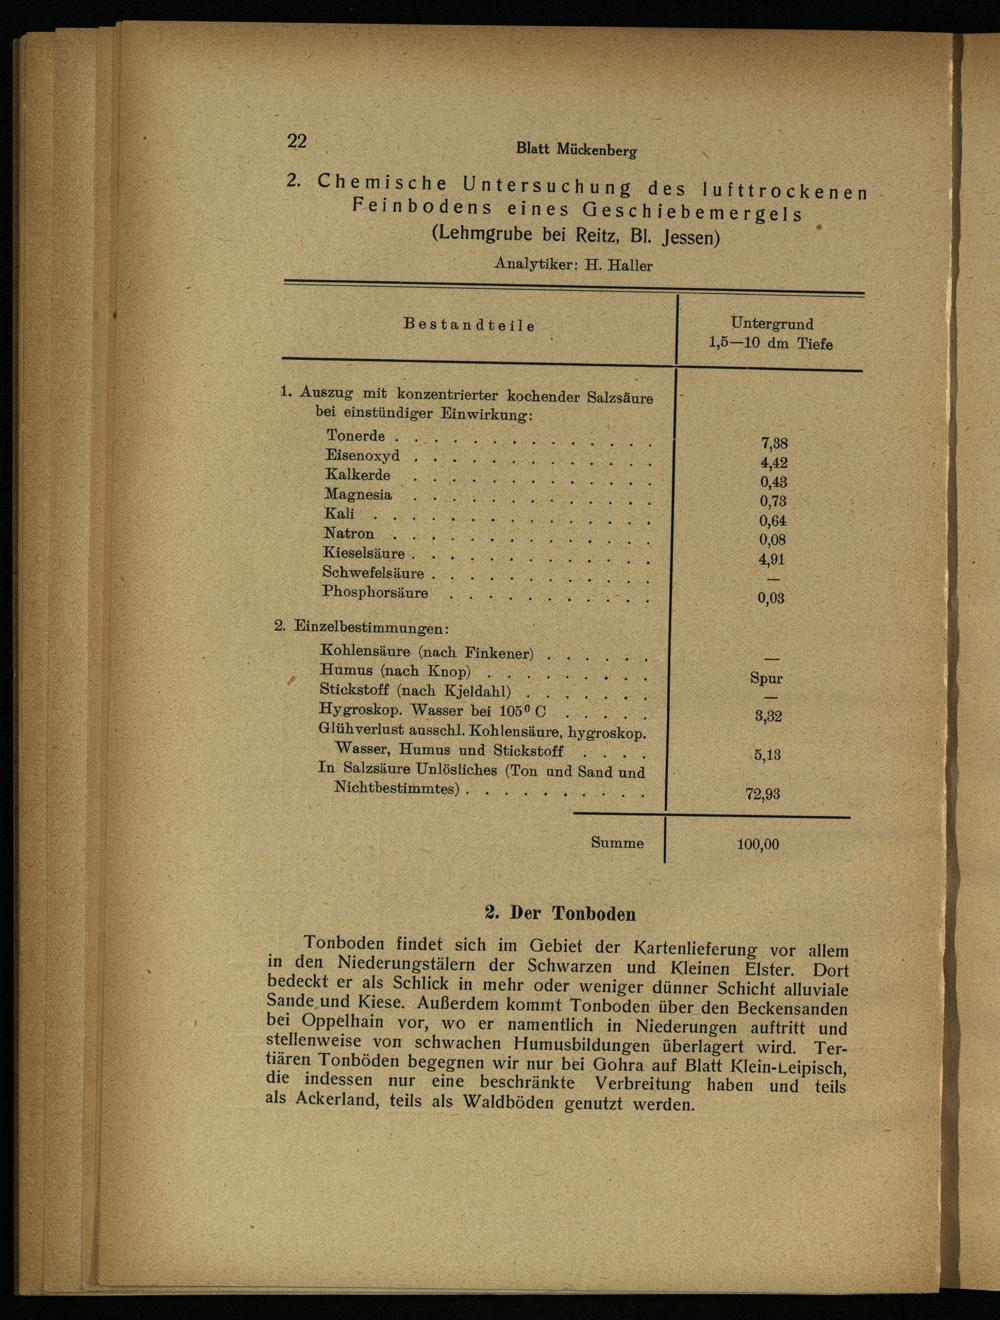 22
Blatt Mückenberg
2. Chemische Untersuchung des lufttrockenen
Feinbodens eines Geschiebemergels
(Lehmgrube bei Reitz, Bl. Jessen)
Analytiker: H. Haller
Bestandteile
Untergrund
1,5—10 dm Tiefe
1. Auszug mit konzentrierter kochender Salzsäure
bei einstündiger Einwirkung:
Tonerde . . . . . . . . . . . . . . 7,38
Eisenoxyd . . . . . . . . . . . . . 4,42
Kalkerde . . . . . . . . . . . . . 0,43
Magnesia . . . . . . . . . . . . . 0,73
Kali . . . . . . . . . . . . . . . 0,64
Natron . . . . . . . . . . . . . . 0,08
Kieselsäure . . . . . . . . . . . . . 4,91
Schwefelsäure . . . . . . . . . . . . —
Phosphorsäure . . . . . . . . . . . 0,03
2. Einzelbestimmungen:
Kohlensäure (nach Finkener) . . . . . . —
Humus (nach Knop) . . . . . . . . . Spur
Stickstoff (nach Kjeldahl) . . . . . . . —
Hygroskop. Wasser bei 105° C . . . . . 3,32
Glühverlust ausschl. Kohlensäure, hygroskop.
Wasser, Humus und Stickstoff . . . . 5,13
In Salzsäure Unlösliches (Ton und Sand und
Nichtbestimmtes) . . . . . . . . . . 72,93
Summe 100,00
2. Der Tonboden
Tonboden findet sich im Gebiet der Kartenlieferung vor allem
in den Niederungstälern der Schwarzen und Kleinen Elster. Dort
bedeckt er als Schlick in mehr oder weniger dünner Schicht alluviale
Sande und Kiese. Außerdem kommt Tonboden über den Beckensanden
bei Oppelhain vor, wo er namentlich in Niederungen auftritt und
stellenweise von schwachen Humusbildungen überlagert wird. Ter-
tiären Tonböden begegnen wir nur bei Gohra auf Blatt Klein-Leipisch,
die indessen nur eine beschränkte Verbreitung haben und teils
als Ackerland, teils als Waldböden genutzt werden.